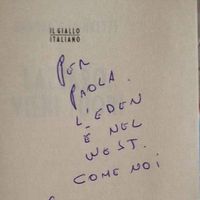 IL GIALLO
ITALIANO
PER
PAOLA.
L'EDEN
È NEL
WEST.
COME NOI